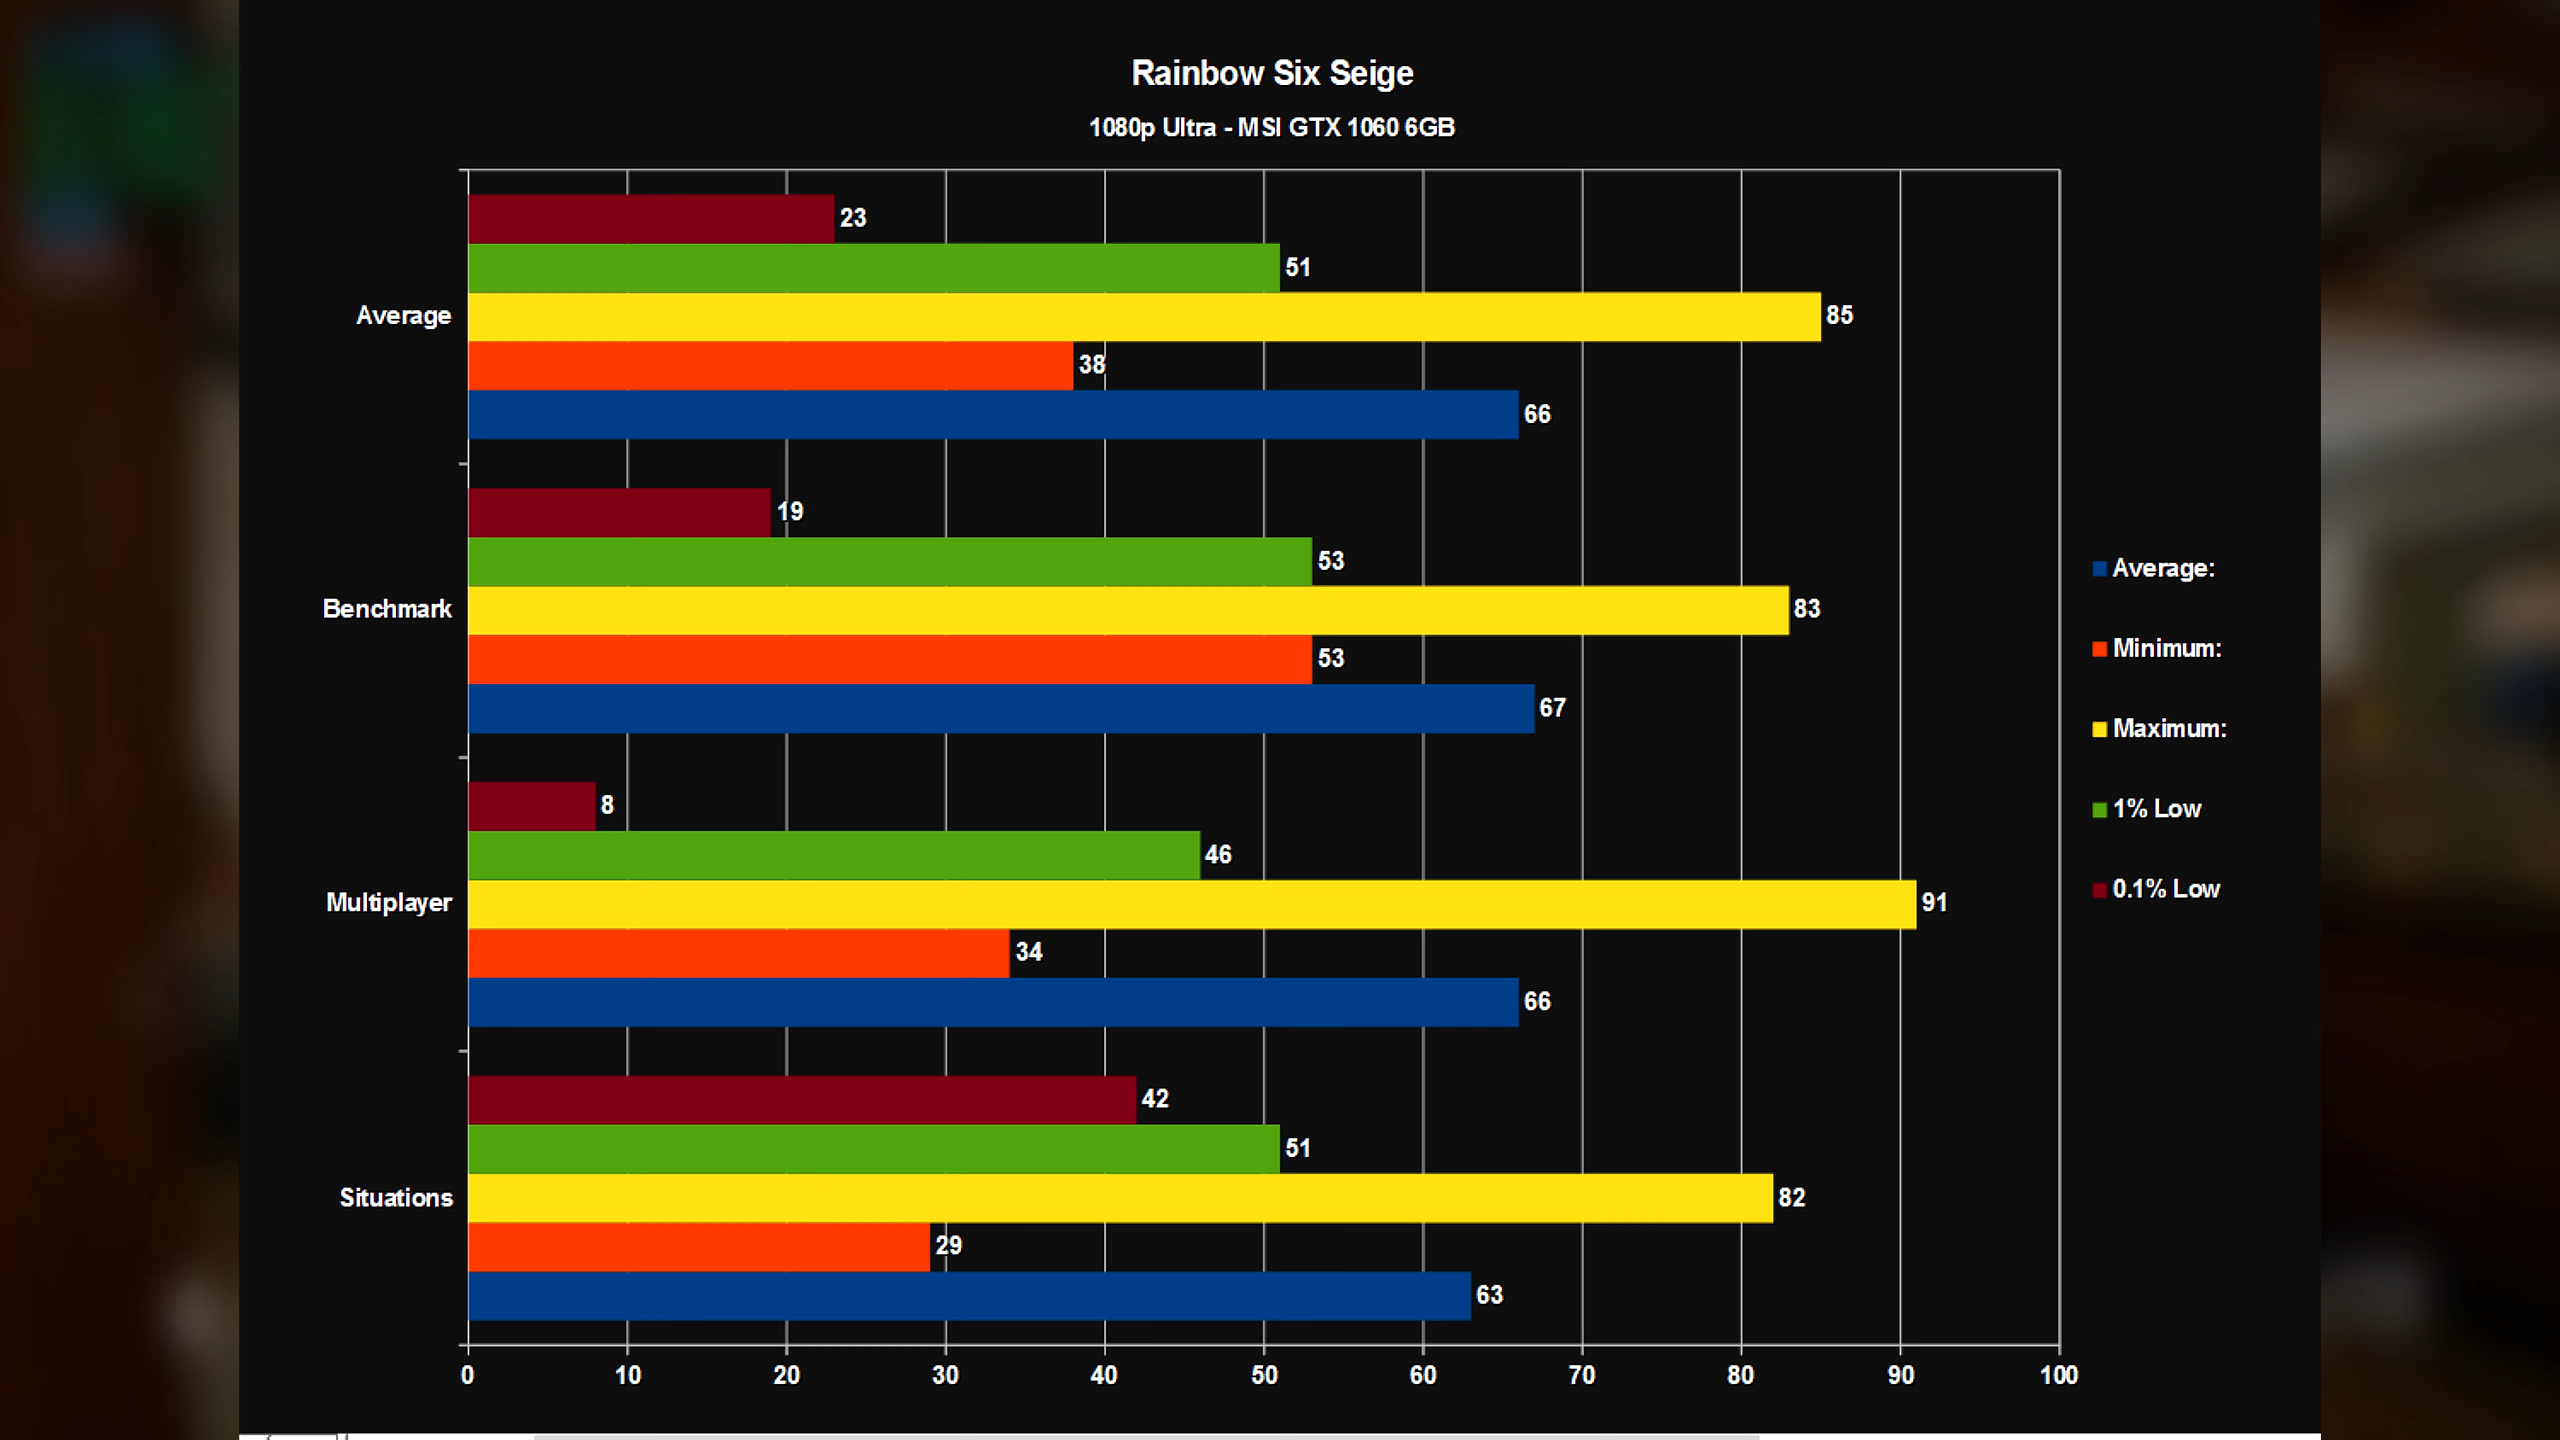 Rainbow Six Seige
1080p Ultra - MSI GTX 1060 6GB
23
51
Average
85
38
66
19
53
Benchmark
83
53
67
8
46
Multiplayer
91
34
66
42
51
Situations
82
29
63
0 10 20 30 40 50 60 70 80 90 100
Average:
Minimum:
Maximum:
1% Low
0.1% Low